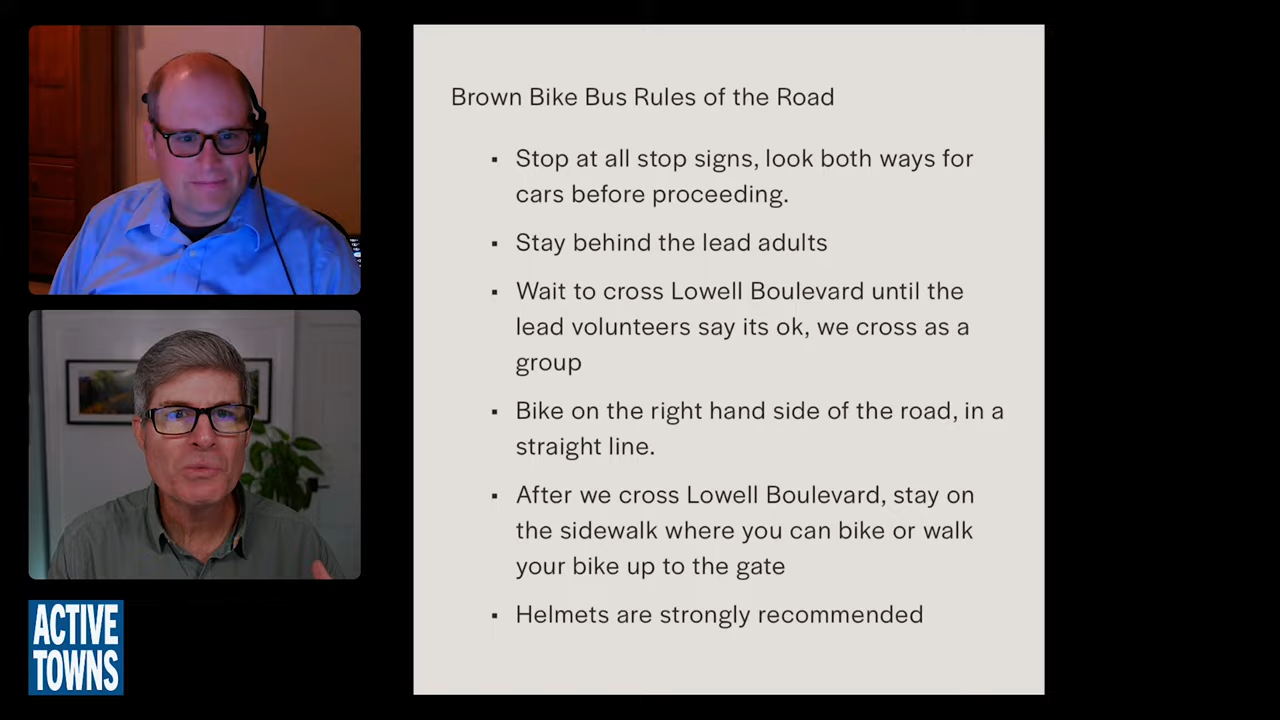 Brown Bike Bus Rules of the Road
▪ Stop at all stop signs, look both ways for
cars before proceeding.
▪ Stay behind the lead adults
▪ Wait to cross Lowell Boulevard until the
lead volunteers say its ok, we cross as a
group
▪ Bike on the right hand side of the road, in a
straight line.
▪ After we cross Lowell Boulevard, stay on
the sidewalk where you can bike or walk
your bike up to the gate
▪ Helmets are strongly recommended
ACTIVE
TOWNS